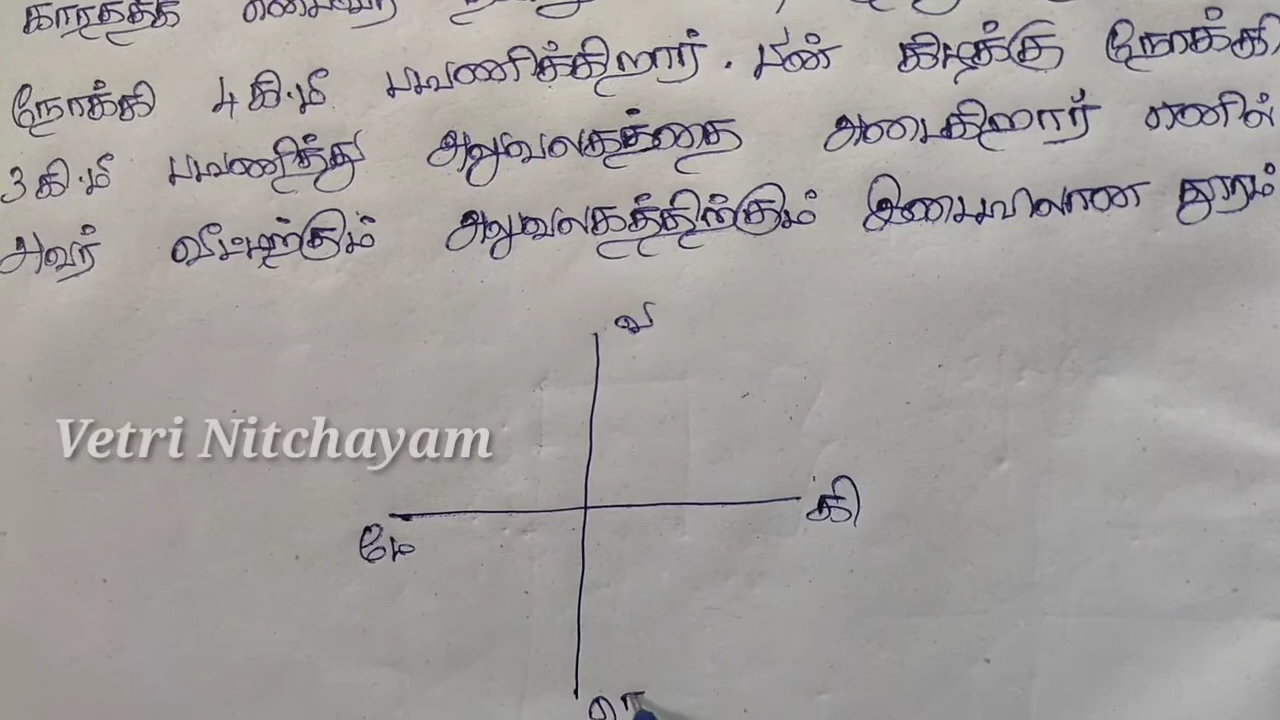 கார்த்திக்
நோக்கி 4 கி.மீ பயணிக்கிறார். பின் கிழக்கு நோக்கி
3 கி.மீ பயணித்து அலுவலகத்தை அடைகிறார் எனில்
அவர் வீட்டிற்கும் அலுவலகத்திற்கும் இடையிலான தூரம்
வ
Vetri Nitchayam
கி
மே